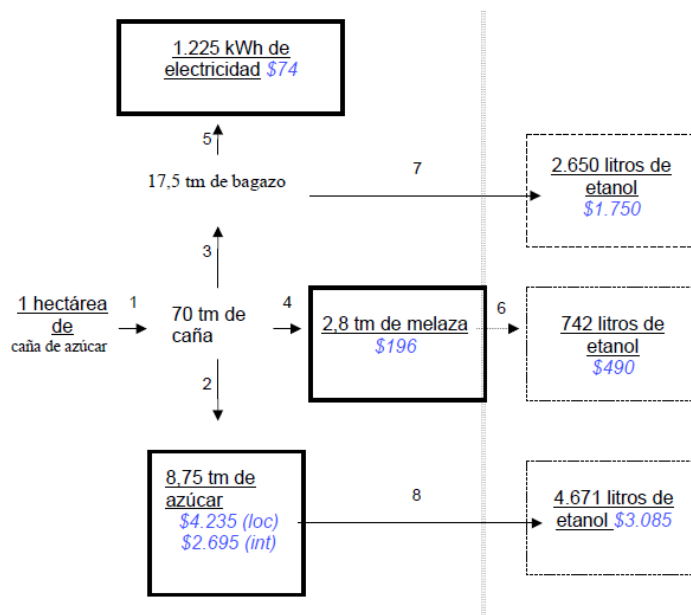 1.225 kWh de
electricidad $74
5
17,5 tm de bagazo
7
2.650 litros de
etanol
$1.750
3
1 hectárea
de
caña de azúcar
1
70 tm de
caña
4
2,8 tm de melaza
$196
6
742 litros de
etanol
$490
2
8,75 tm de
azúcar
$4.235 (loc)
$2.695 (int)
8
4.671 litros de
etanol $3.085